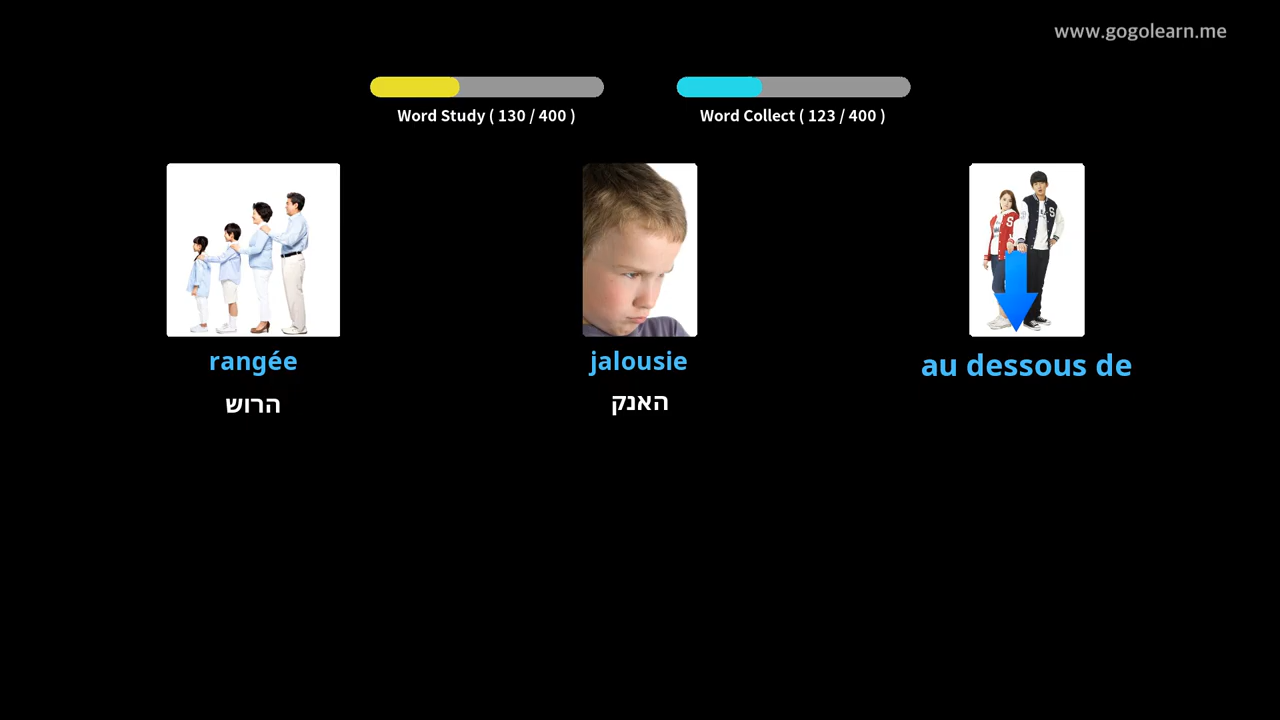 www.gogolearn.me
Word Study ( 130 / 400 )
Word Collect ( 123 / 400 )
rangée
הרוש
jalousie
האנק
au dessous de